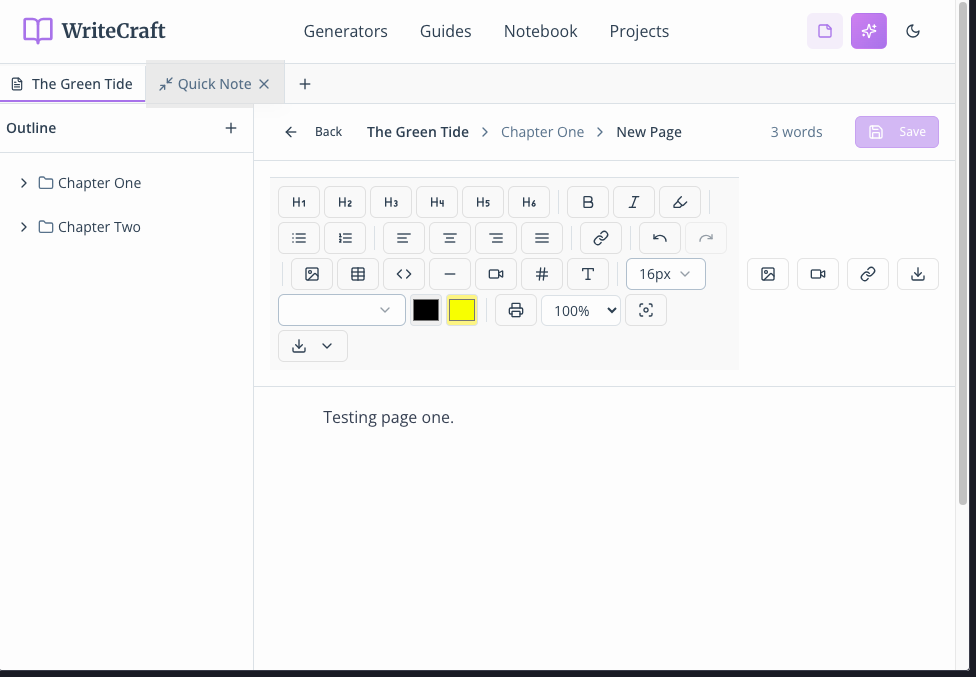 WriteCraft
Generators Guides Notebook Projects
The Green Tide Quick Note
Outline
Back The Green Tide Chapter One New Page 3 words Save
Chapter One
Chapter Two
H1 H2 H3 H4 H5 H6 B I
T 16px
100%
Testing page one.